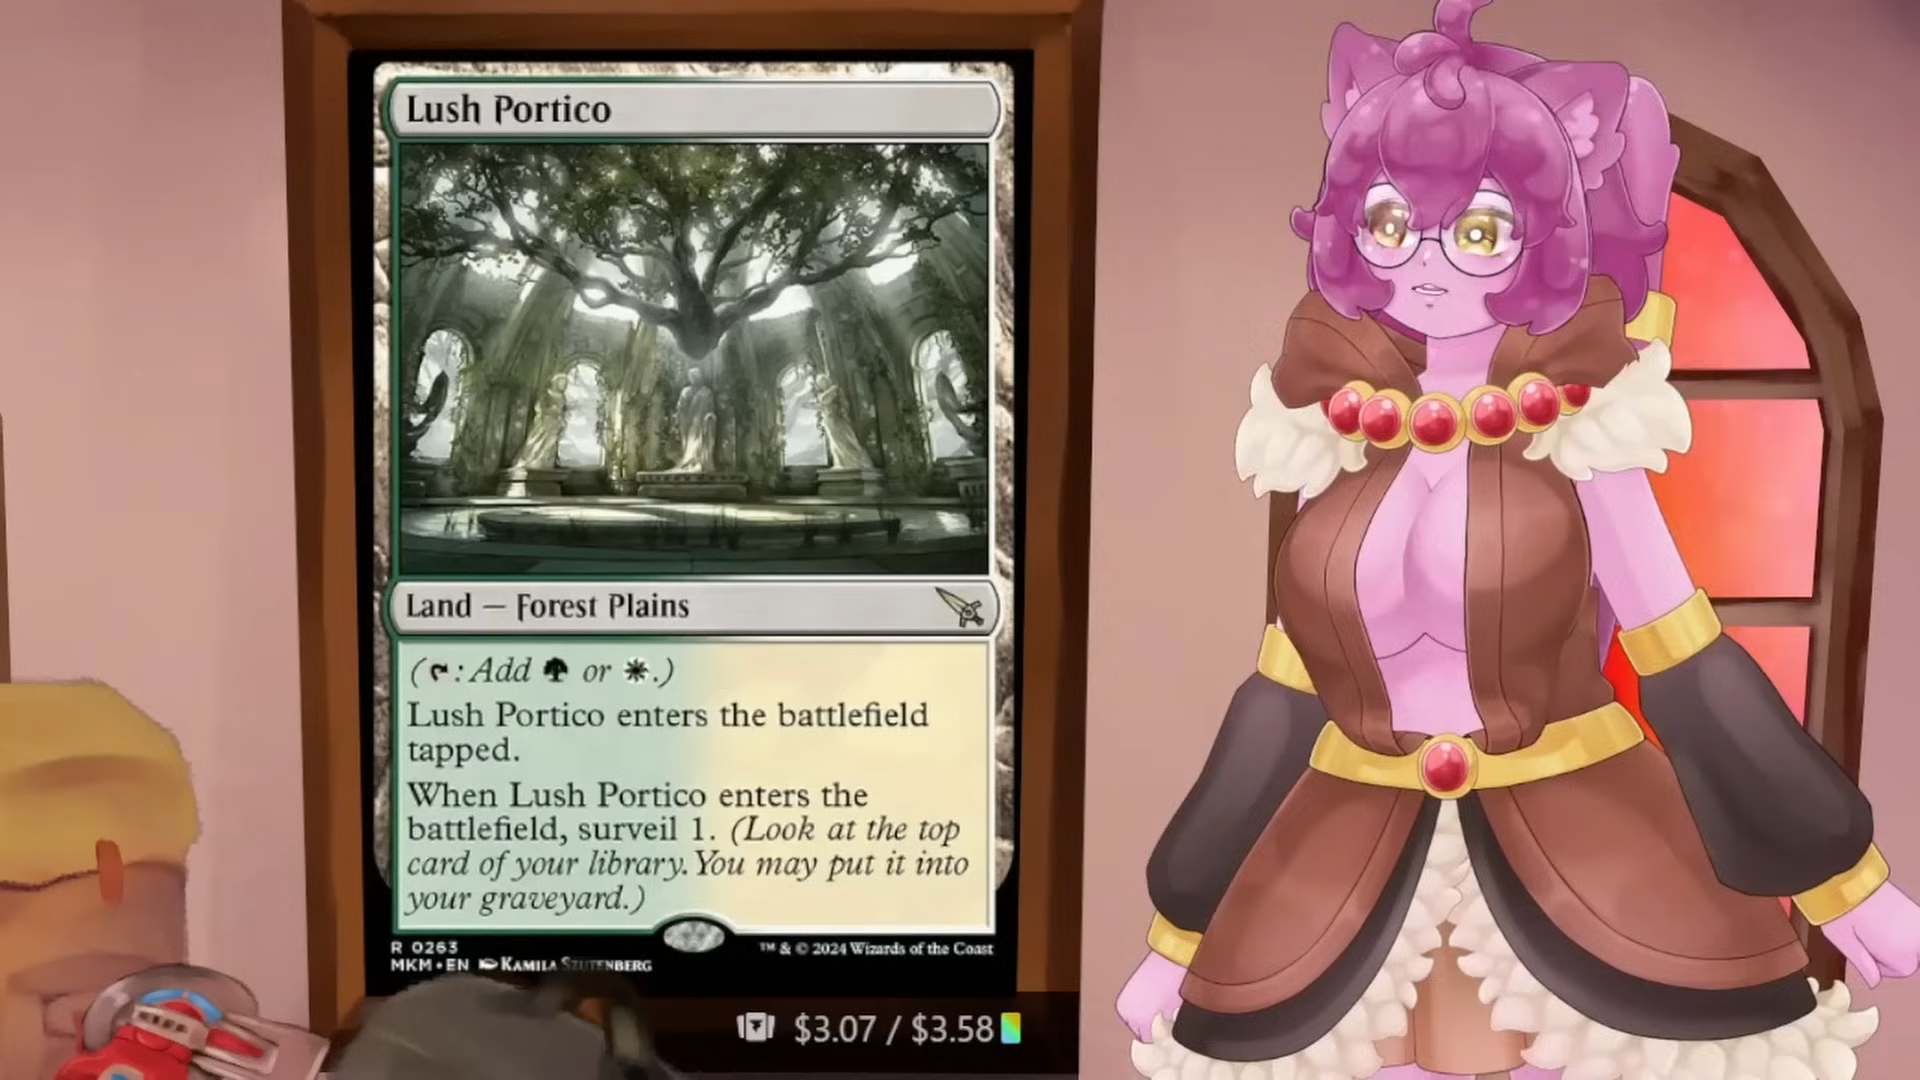 Lush Portico
Land — Forest Plains
( : Add or .)
Lush Portico enters the battlefield
tapped.
When Lush Portico enters the
battlefield, surveil 1. (Look at the top
card of your library. You may put it into
your graveyard.)
R 0263
MKM • EN KAMILA SZUTENBERG
™ & © 2024 Wizards of the Coast
$3.07 / $3.58